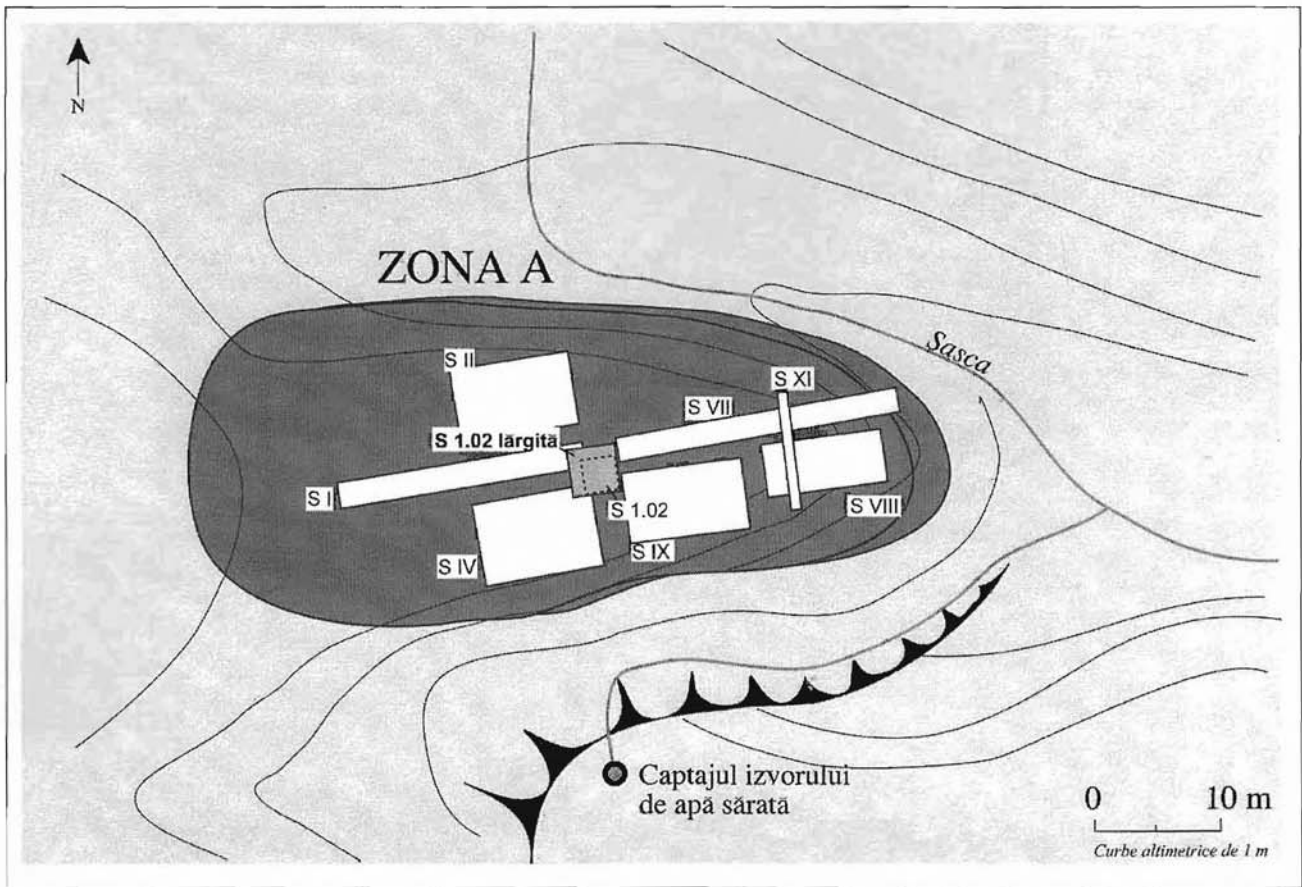 N
ZONA A
Sasca
S II
S XI
S VII
S 1.02 lărgită
S I
S 1.02
S VIII
S IV
S IX
Captajul izvorului
de apă sărată
0 10 m
Curbe altimetrice de 1 m